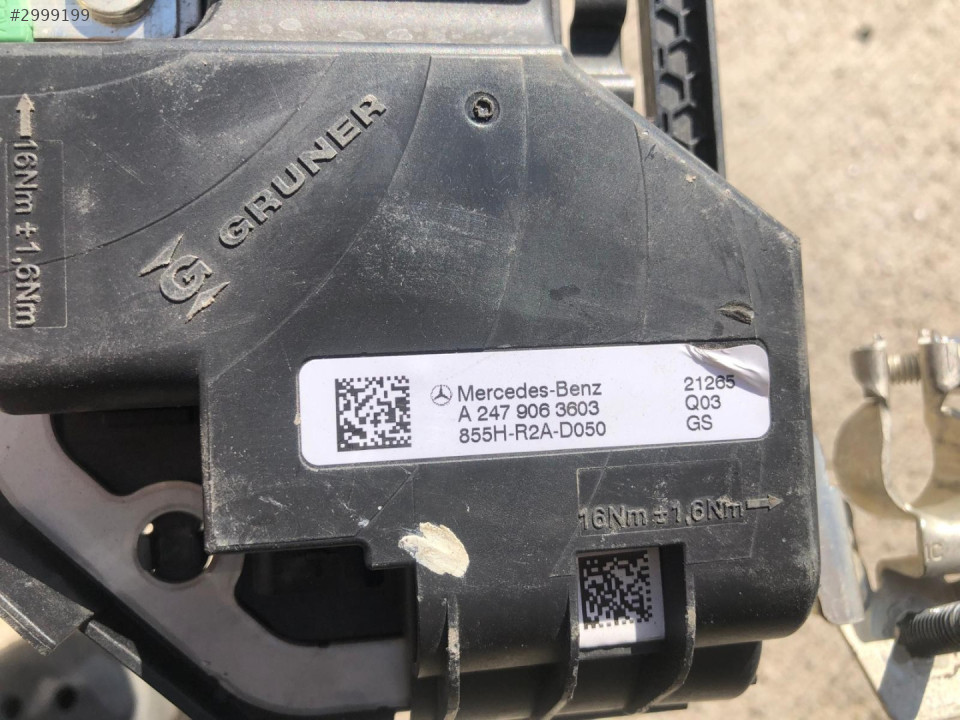 #2999199
16Nm ±1,6Nm
GRUNER
G
Mercedes-Benz
A 247 906 3603
855H-R2A-D050
21265
Q03
GS
16Nm ±1,6Nm